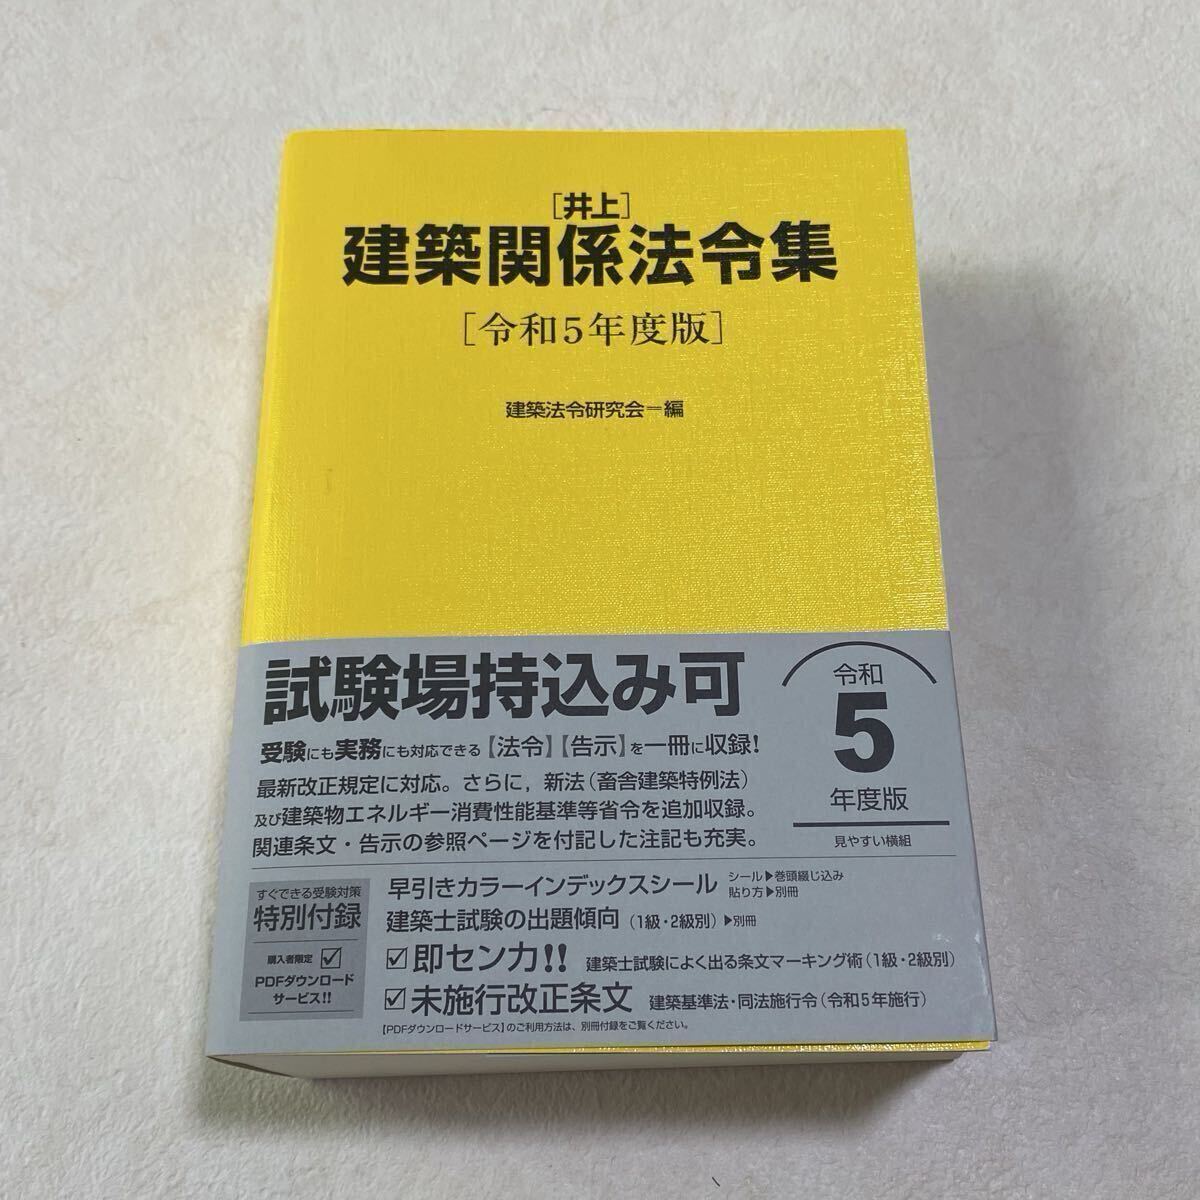 ［井上］
建築関係法令集
［令和5年度版］
建築法令研究会＝編
試験場持込み可
受験にも実務にも対応できる【法令】【告示】を一冊に収録！
最新改正規定に対応。さらに，新法（畜舎建築特例法）
及び建築物エネルギー消費性能基準等省令を追加収録。
関連条文・告示の参照ページを付記した注記も充実。
令和
5
年度版
見やすい横組
すぐできる受験対策
特別付録
購入者限定 ☑
PDFダウンロード
サービス!!
早引きカラーインデックスシール シール▶巻頭綴じ込み
貼り方▶別冊
建築士試験の出題傾向（1級・2級別）▶別冊
☑即センカ!! 建築士試験によく出る条文マーキング術（1級・2級別）
☑未施行改正条文 建築基準法・同法施行令（令和5年施行）
【PDFダウンロードサービス】のご利用方法は、別冊付録をご覧ください。